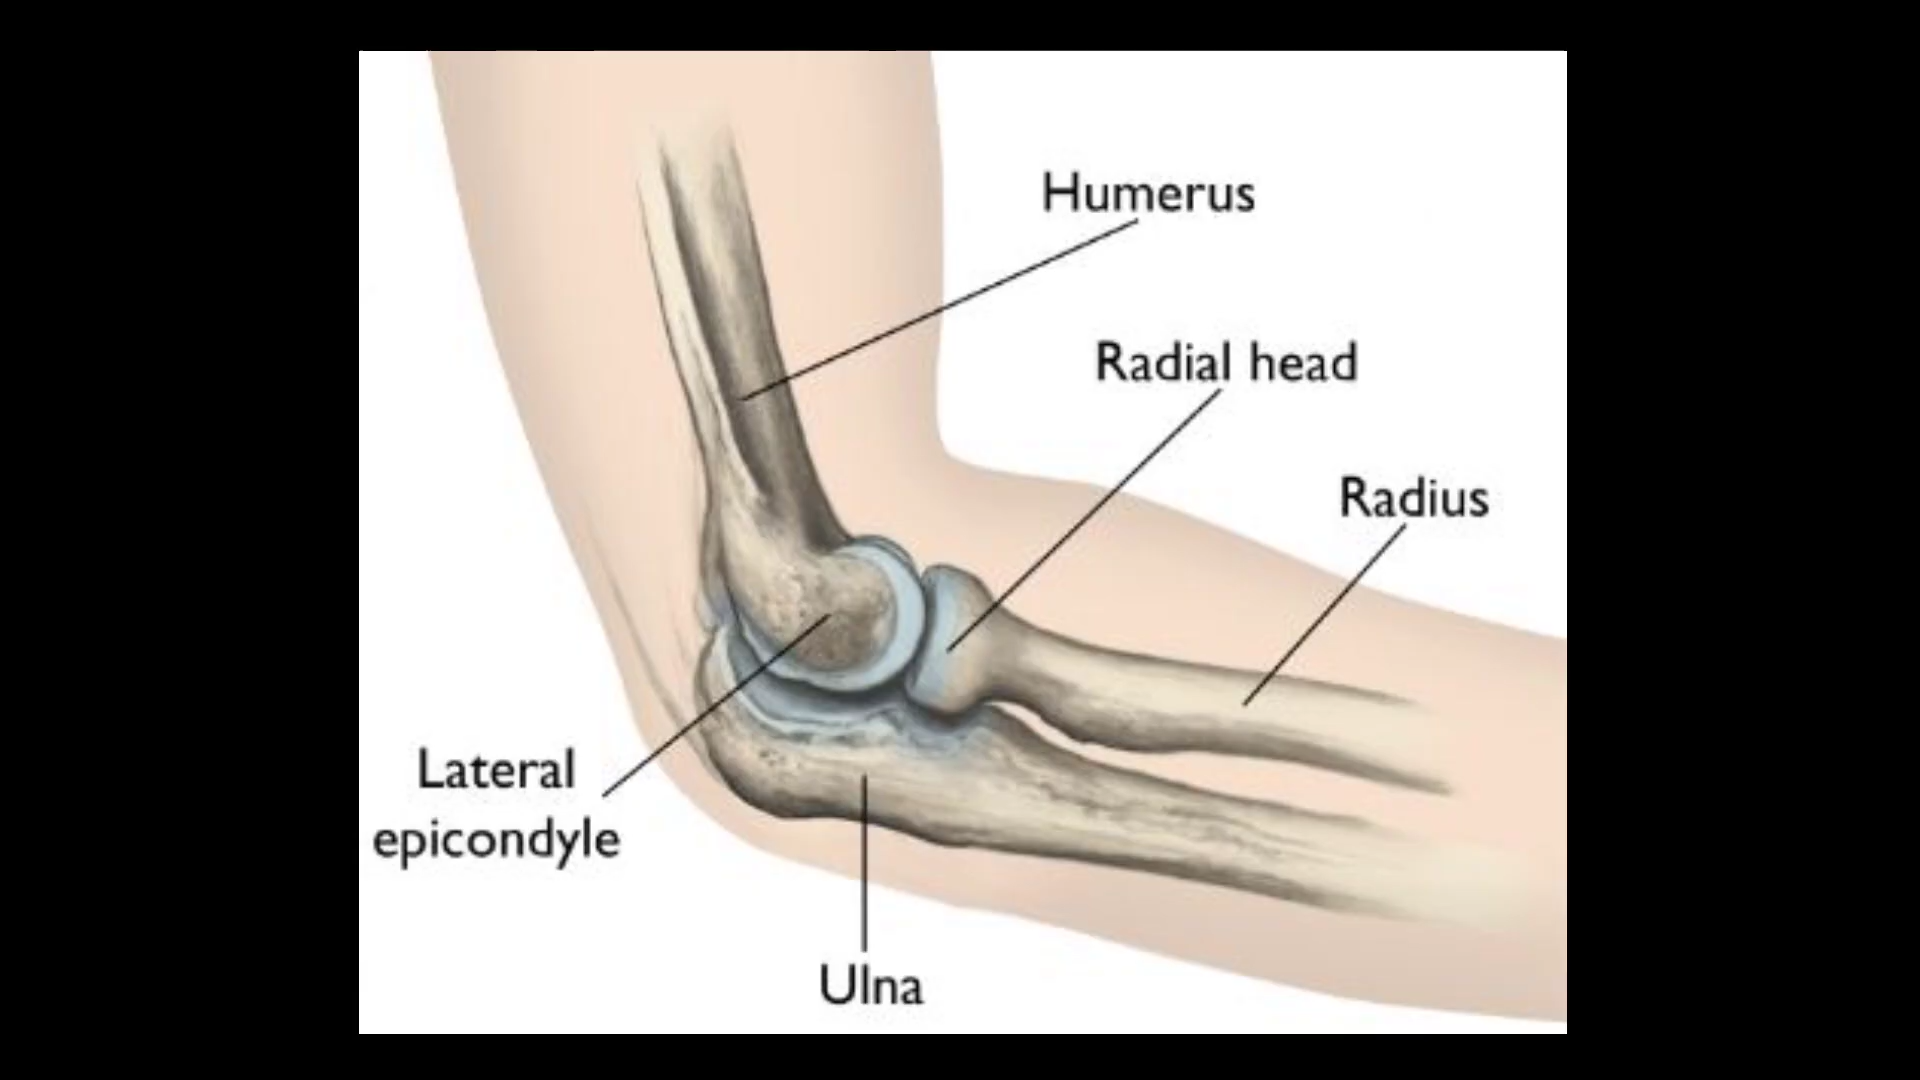 Humerus
Radial head
Radius
Lateral
epicondyle
Ulna